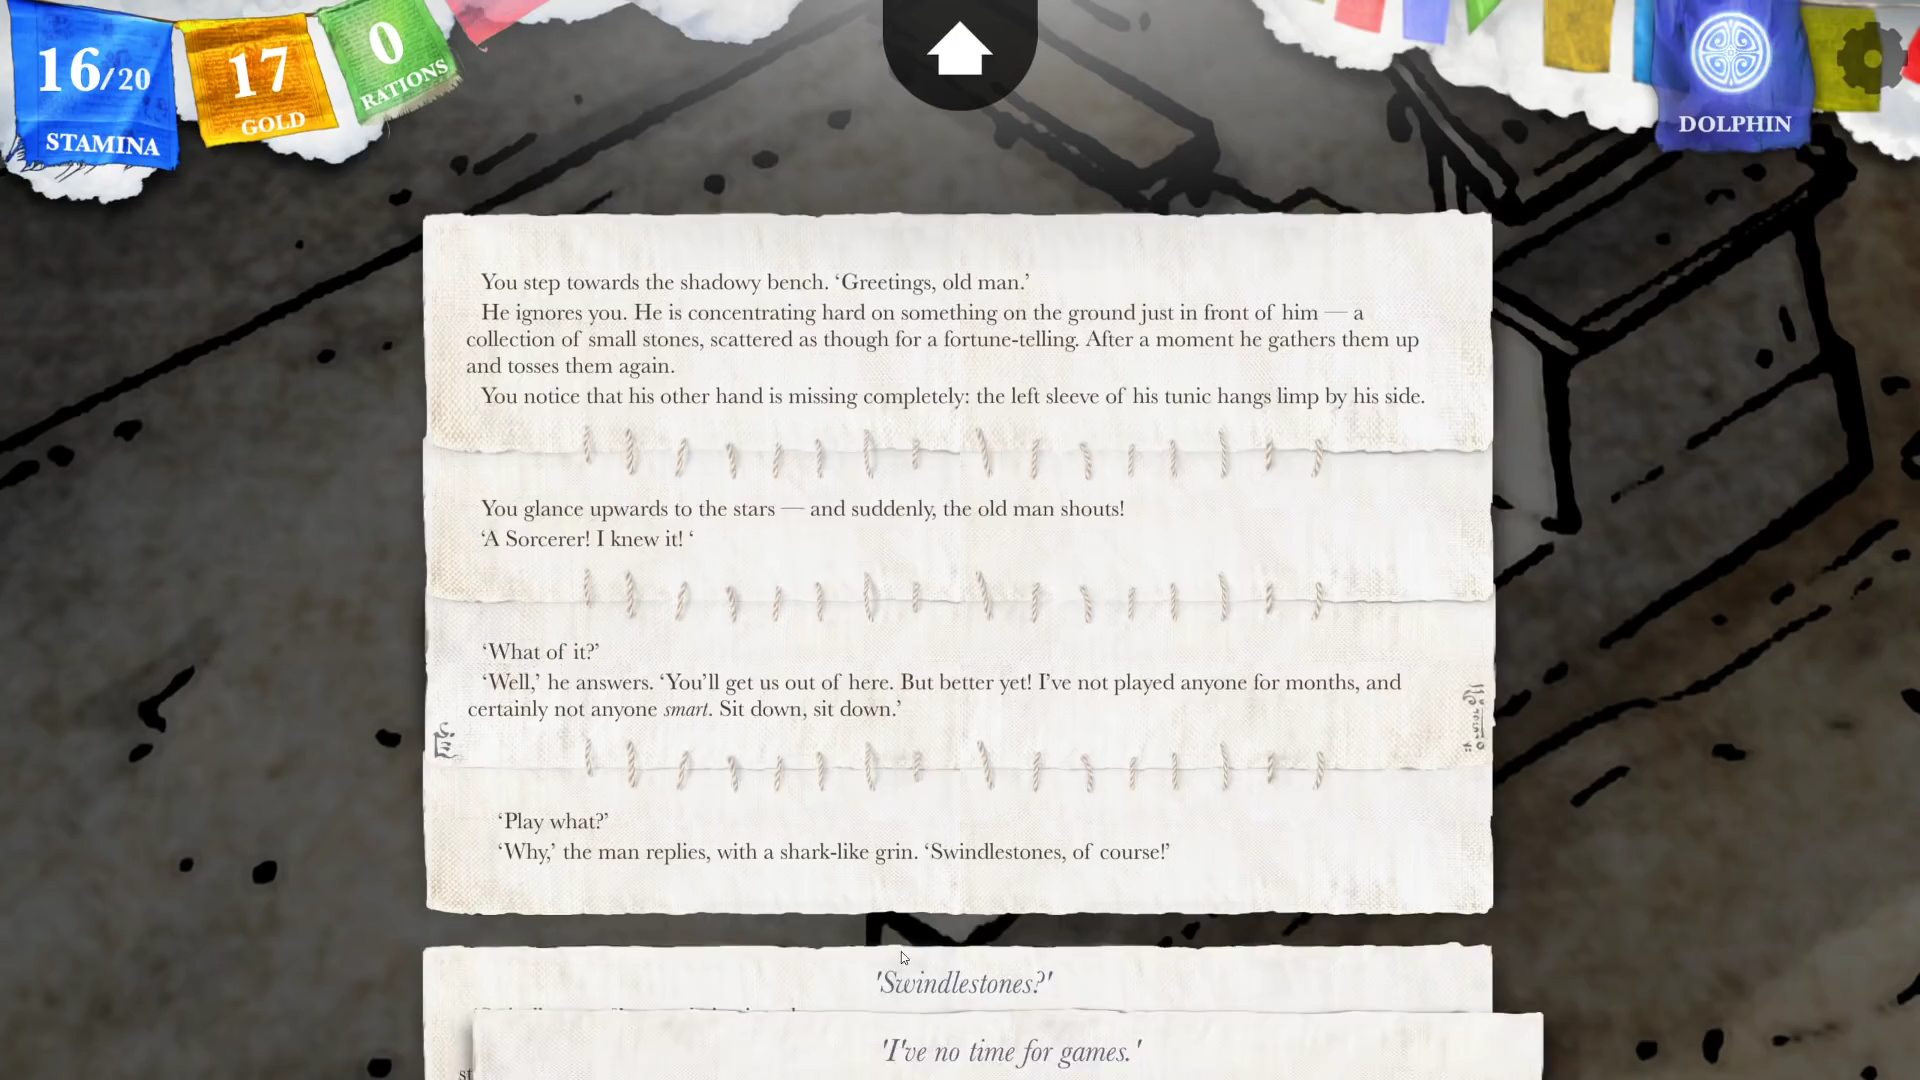 16/20
STAMINA
17
GOLD
0
RATIONS
DOLPHIN
You step towards the shadowy bench. ‘Greetings, old man.’
He ignores you. He is concentrating hard on something on the ground just in front of him — a
collection of small stones, scattered as though for a fortune-telling. After a moment he gathers them up
and tosses them again.
You notice that his other hand is missing completely: the left sleeve of his tunic hangs limp by his side.
You glance upwards to the stars — and suddenly, the old man shouts!
‘A Sorcerer! I knew it! ‘
‘What of it?’
‘Well,’ he answers. ‘You’ll get us out of here. But better yet! I’ve not played anyone for months, and
certainly not anyone smart. Sit down, sit down.’
‘Play what?’
‘Why,’ the man replies, with a shark-like grin. ‘Swindlestones, of course!’
'Swindlestones?'
'I've no time for games.'
st